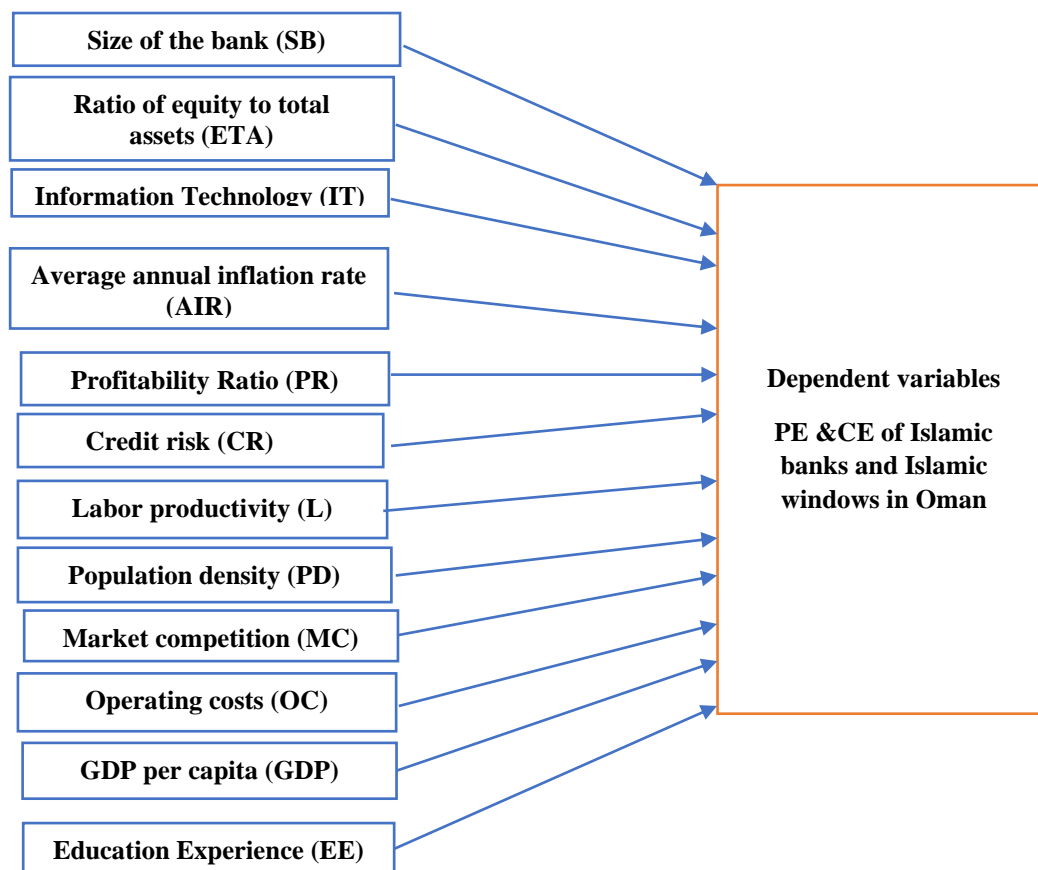 Size of the bank (SB)
Ratio of equity to total
assets (ETA)
Information Technology (IT)
Average annual inflation rate
(AIR)
Profitability Ratio (PR)
Credit risk (CR)
Labor productivity (L)
Population density (PD)
Market competition (MC)
Operating costs (OC)
GDP per capita (GDP)
Education Experience (EE)
Dependent variables
PE &CE of Islamic
banks and Islamic
windows in Oman